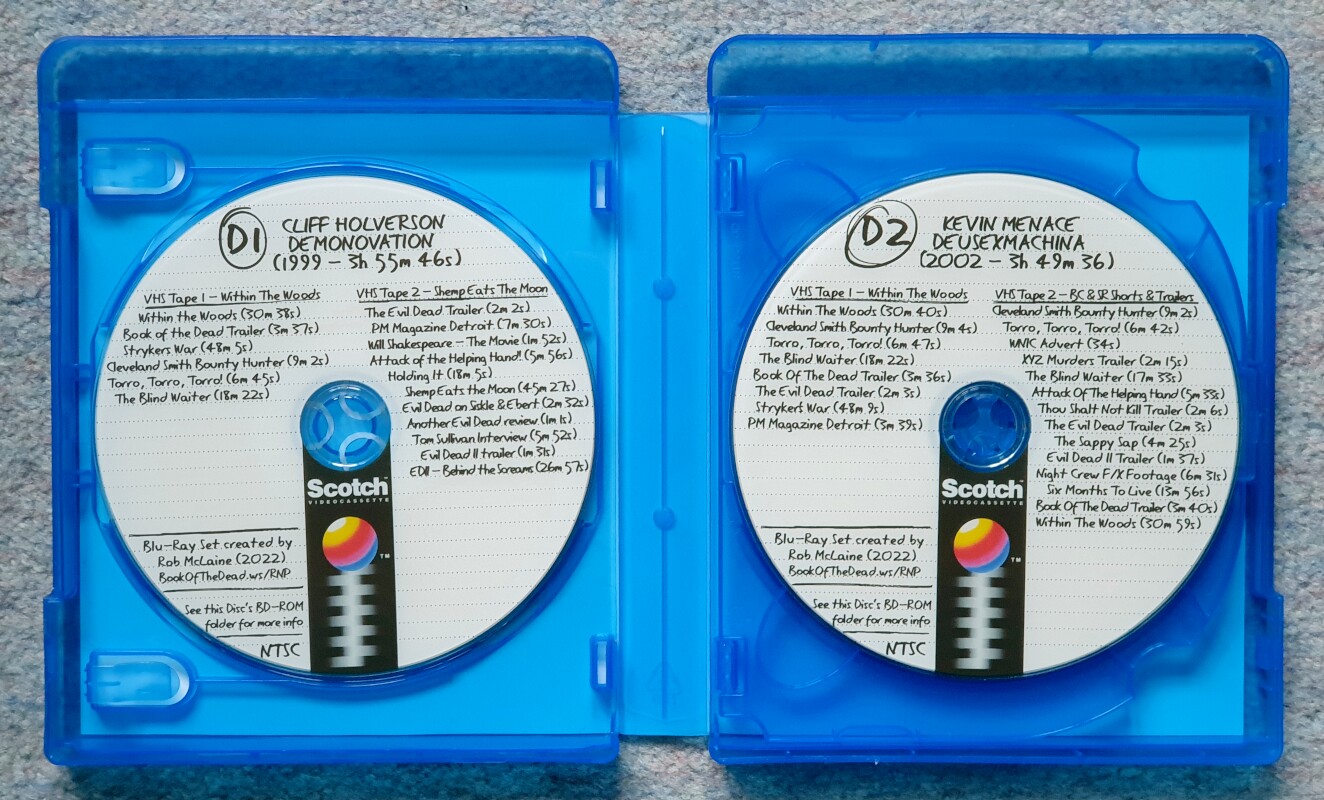 D1
CLIFF HOLVERSON
DEMONOVATION
(1999 – 3h 55m 46s)
VHS Tape 1 – Within The Woods
Within the Woods (30m 38s)
Book of the Dead Trailer (3m 37s)
Strykers War (48m 5s)
Cleveland Smith Bounty Hunter (9m 2s)
Torro, Torro, Torro! (6m 45s)
The Blind Waiter (18m 22s)
VHS Tape 2 – Shemp Eats The Moon
The Evil Dead Trailer (2m 2s)
PM Magazine Detroit (7m 30s)
Will Shakespeare – The Movie (1m 52s)
Attack of the Helping Hand! (5m 56s)
Holding It (18m 5s)
Shemp Eats the Moon (45m 27s)
Evil Dead on Siskle & Ebert (2m 32s)
Another Evil Dead review (1m 1s)
Tom Sullivan Interview (5m 52s)
Evil Dead II trailer (1m 31s)
EDII – Behind the Screams (26m 57s)
Blu-Ray Set created by
Rob McLaine (2022)
BookOfTheDead.ws/RNP
See this Disc's BD-ROM
folder for more info
NTSC
Scotch™
VIDEOCASSETTE
TM
D2
KEVIN MENACE
DEUSEXMACHINA
(2002 – 3h 49m 36)
VHS Tape 1 – Within The Woods
Within The Woods (30m 40s)
Cleveland Smith Bounty Hunter (9m 4s)
Torro, Torro, Torro! (6m 47s)
The Blind Waiter (18m 22s)
Book Of The Dead Trailer (3m 36s)
The Evil Dead Trailer (2m 3s)
Stryker's War (48m 9s)
PM Magazine Detroit (3m 39s)
VHS Tape 2 – BC & SR Shorts & Trailers
Cleveland Smith Bounty Hunter (9m 2s)
Torro, Torro, Torro! (6m 42s)
WNIC Advert (34s)
XYZ Murders Trailer (2m 15s)
The Blind Waiter (17m 33s)
Attack Of The Helping Hand (5m 33s)
Thou Shalt Not Kill Trailer (2m 6s)
The Evil Dead Trailer (2m 3s)
The Sappy Sap (4m 25s)
Evil Dead II Trailer (1m 37s)
Night Crew F/X Footage (6m 31s)
Six Months To Live (13m 56s)
Book Of The Dead Trailer (3m 40s)
Within The Woods (30m 59s)
Blu-Ray Set created by
Rob McLaine (2022)
BookOfTheDead.ws/RNP
See this Disc's BD-ROM
folder for more info
NTSC
Scotch™
VIDEOCASSETTE
TM